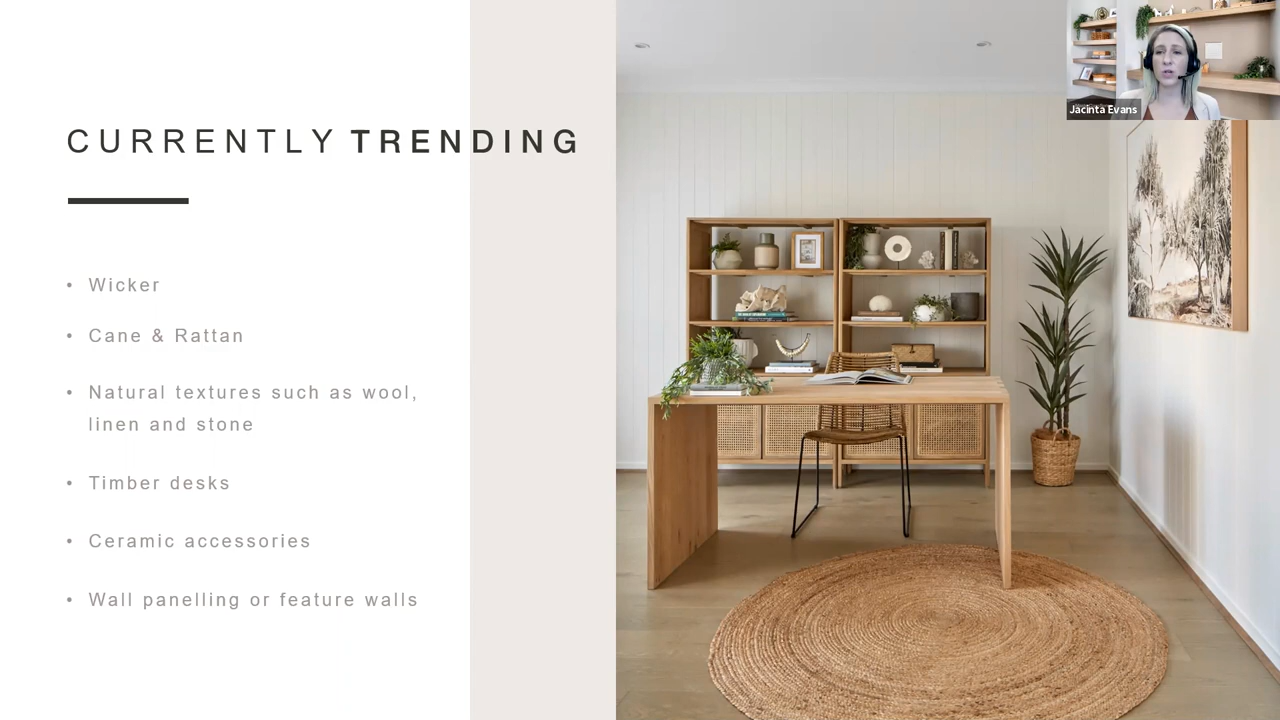 CURRENTLY TRENDING
• Wicker
• Cane & Rattan
• Natural textures such as wool,
linen and stone
• Timber desks
• Ceramic accessories
• Wall panelling or feature walls
Jacinta Evans